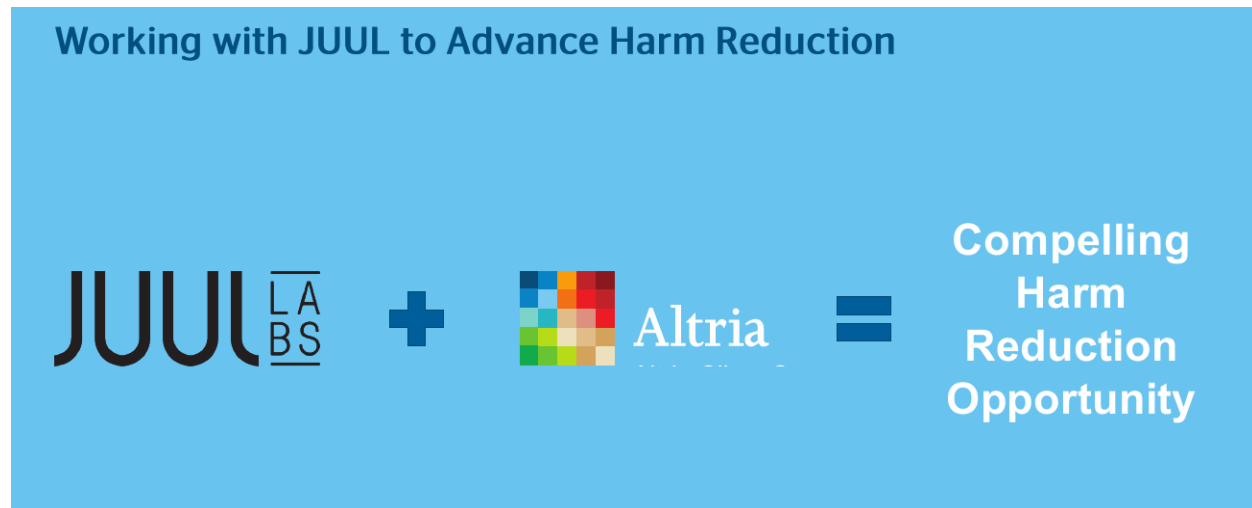 Working with JUUL to Advance Harm Reduction
JUUL LABS
Altria
Compelling
Harm
Reduction
Opportunity